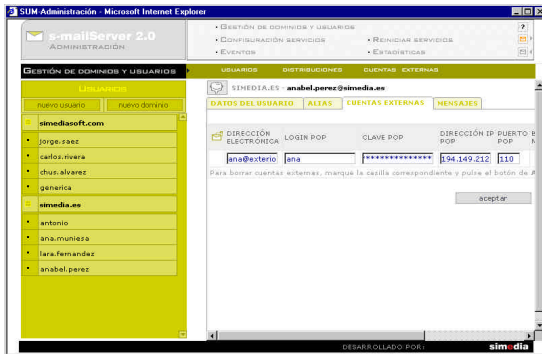 SUM-Administración - Microsoft Internet Explorer
s-mailServer 2.0
ADMINISTRACIÓN
• GESTIÓN DE DOMINIOS Y USUARIOS
• CONFIGURACIÓN SERVICIOS
• REINICIAR SERVICIOS
• EVENTOS
• ESTADÍSTICAS
?
GESTIÓN DE DOMINIOS Y USUARIOS
USUARIOS DISTRIBUCIONES CUENTAS EXTERNAS
USUARIOS
nuevo usuario nuevo dominio
simediasoft.com
jorge.saez
carlos.rivera
chus.alvarez
generica
simedia.es
antonio
ana.muniesa
lara.fernandez
anabel.perez
SIMEDIA.ES - anabel.perez@simedia.es
DATOS DEL USUARIO ALIAS CUENTAS EXTERNAS MENSAJES
DIRECCIÓN ELECTRÓNICA
LOGIN POP
CLAVE POP
DIRECCIÓN IP POP
PUERTO POP
ana@exterio ana *************** 194.149.212 110
Para borrar cuentas externas, marque la casilla correspondiente y pulse el botón de A
aceptar
DESARROLLADO POR: simedia